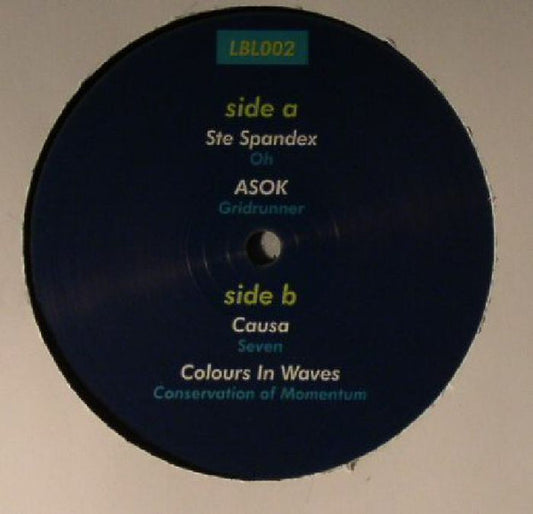 LBL002
side a
Ste Spandex
Oh
ASOK
Gridrunner
side b
Causa
Seven
Colours In Waves
Conservation of Momentum